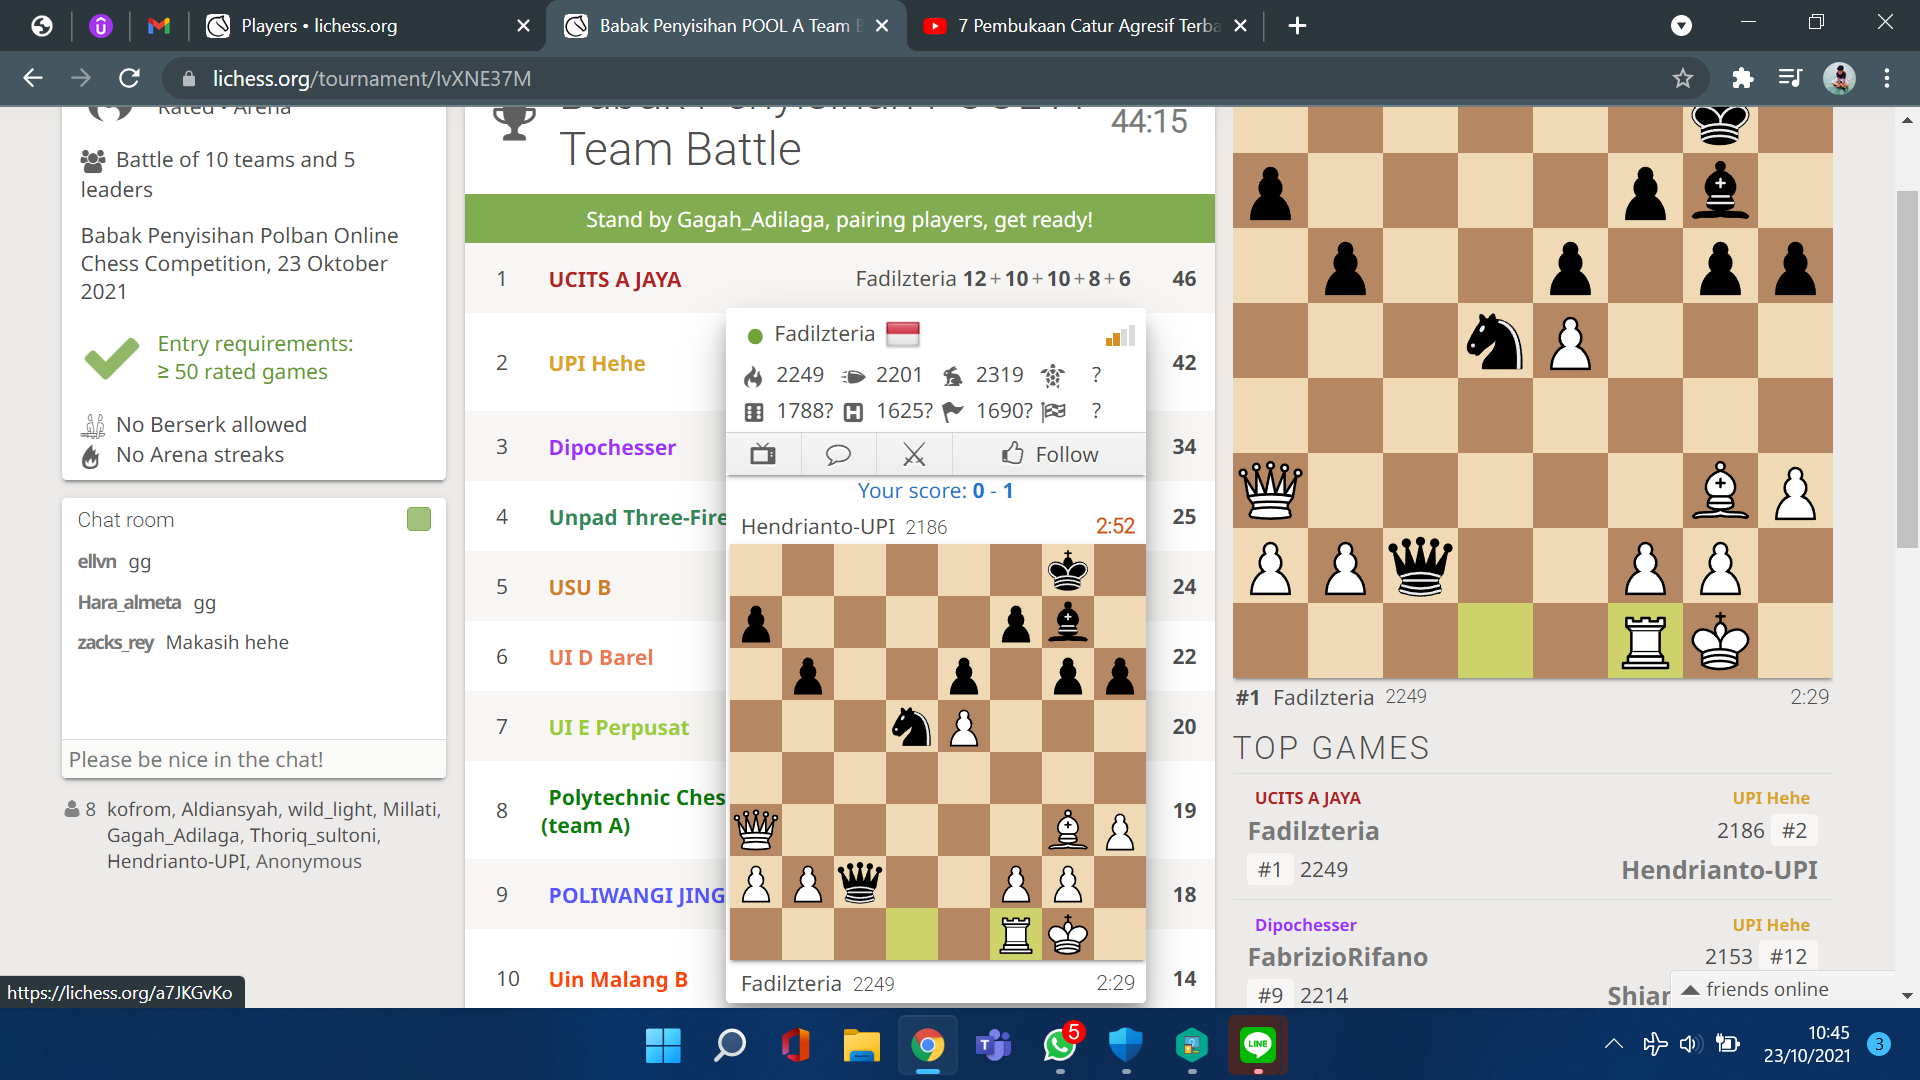 Players • lichess.org
Babak Penyisihan POOL A Team
7 Pembukaan Catur Agresif Terba
lichess.org/tournament/IvXNE37M
Rated • Arena
Battle of 10 teams and 5
leaders
Babak Penyisihan Polban Online
Chess Competition, 23 Oktober
2021
Entry requirements:
≥ 50 rated games
No Berserk allowed
No Arena streaks
Chat room
ellvn gg
Hara_almeta gg
zacks_rey Makasih hehe
Please be nice in the chat!
8 kofrom, Aldiansyah, wild_light, Millati,
Gagah_Adilaga, Thoriq_sultoni,
Hendrianto-UPI, Anonymous
https://lichess.org/a7JKGvKo
Babak Penyisihan POOL A
Team Battle
44:15
Stand by Gagah_Adilaga, pairing players, get ready!
1 UCITS A JAYA Fadilzteria 12 + 10 + 10 + 8 + 6 46
2 UPI Hehe 42
3 Dipochesser 34
4 Unpad Three-Fire 25
5 USU B 24
6 UI D Barel 22
7 UI E Perpusat 20
8 Polytechnic Ches
(team A) 19
9 POLIWANGI JING 18
10 Uin Malang B 14
Fadilzteria
2249 2201 2319 ?
1788? 1625? 1690? ?
Follow
Your score: 0 - 1
Hendrianto-UPI 2186 2:52
Fadilzteria 2249 2:29
#1 Fadilzteria 2249 2:29
TOP GAMES
UCITS A JAYA UPI Hehe
Fadilzteria 2186 #2
#1 2249 Hendrianto-UPI
Dipochesser UPI Hehe
FabrizioRifano 2153 #12
#9 2214 Shian
friends online
5
10:45
23/10/2021
3
LINE